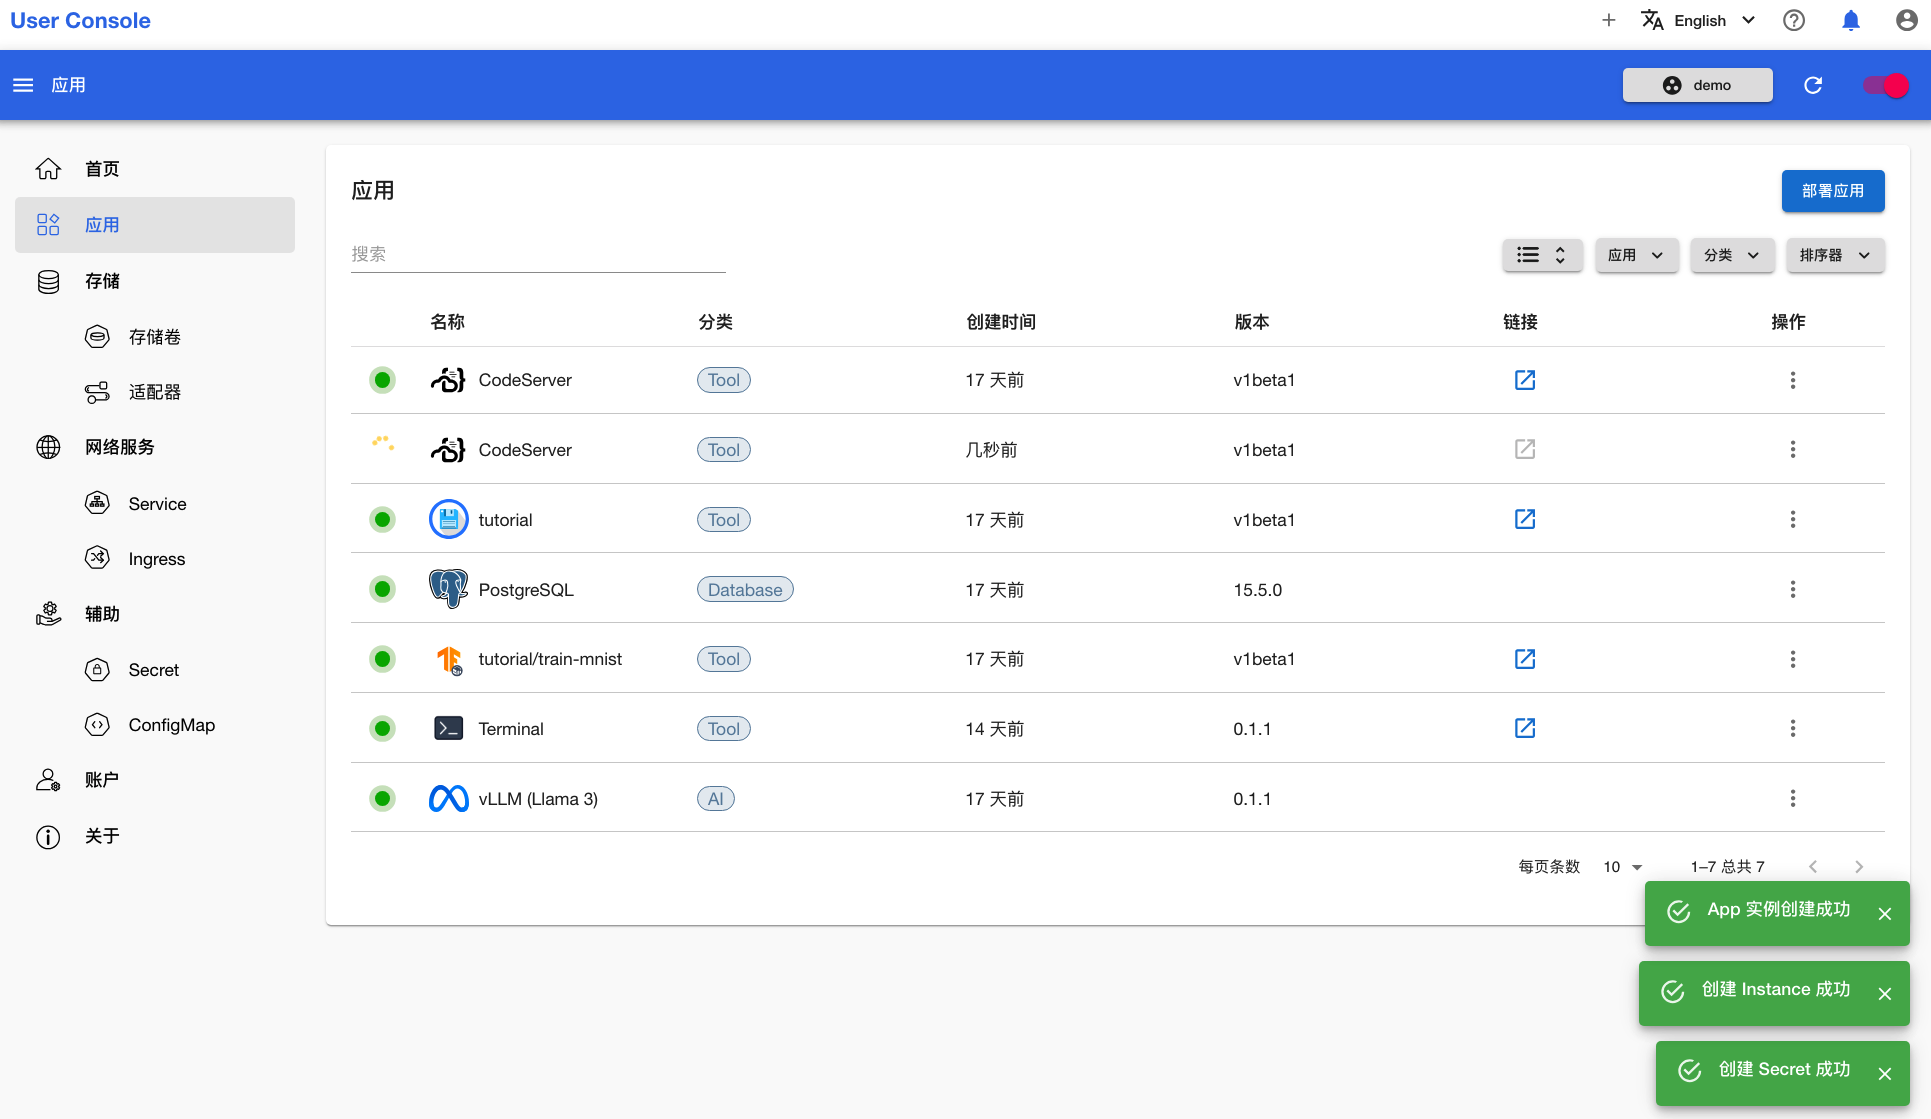 User Console
English
应用
demo
首页
应用
存储
存储卷
适配器
网络服务
Service
Ingress
辅助
Secret
ConfigMap
账户
关于
应用
部署应用
搜索
应用
分类
排序器
名称 分类 创建时间 版本 链接 操作
CodeServer Tool 17 天前 v1beta1
CodeServer Tool 几秒前 v1beta1
tutorial Tool 17 天前 v1beta1
PostgreSQL Database 17 天前 15.5.0
tutorial/train-mnist Tool 17 天前 v1beta1
Terminal Tool 14 天前 0.1.1
vLLM (Llama 3) AI 17 天前 0.1.1
每页条数 10 1–7 总共 7
App 实例创建成功
创建 Instance 成功
创建 Secret 成功